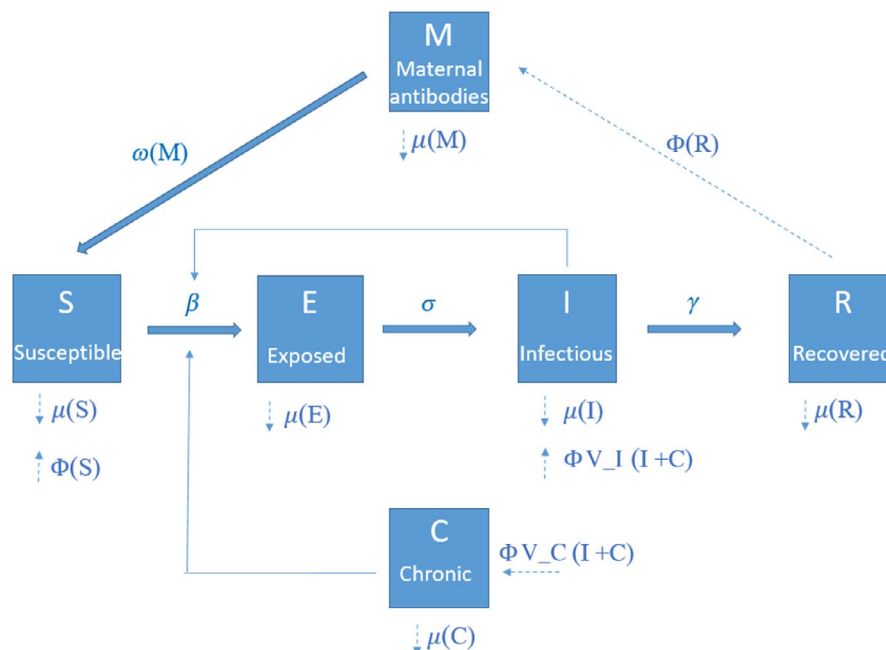 M
Maternal
antibodies
μ(M)
Φ(R)
ω(M)
S
Susceptible
β
E
Exposed
σ
I
Infectious
γ
R
Recovered
μ(S)
Φ(S)
μ(E)
μ(I)
ΦV_I (I +C)
μ(R)
C
Chronic
ΦV_C (I +C)
μ(C)